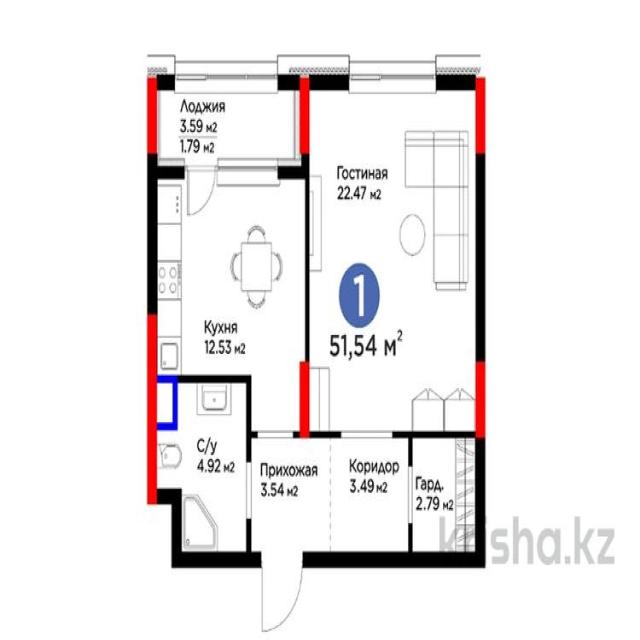 Лоджия
3.59 м2
1.79 м2
Гостиная
22.47 м2
1
51,54 м²
Кухня
12.53 м2
С/у
4.92 м2
Прихожая
3.54 м2
Коридор
3.49 м2
Гард.
2.79 м2
krisha.kz